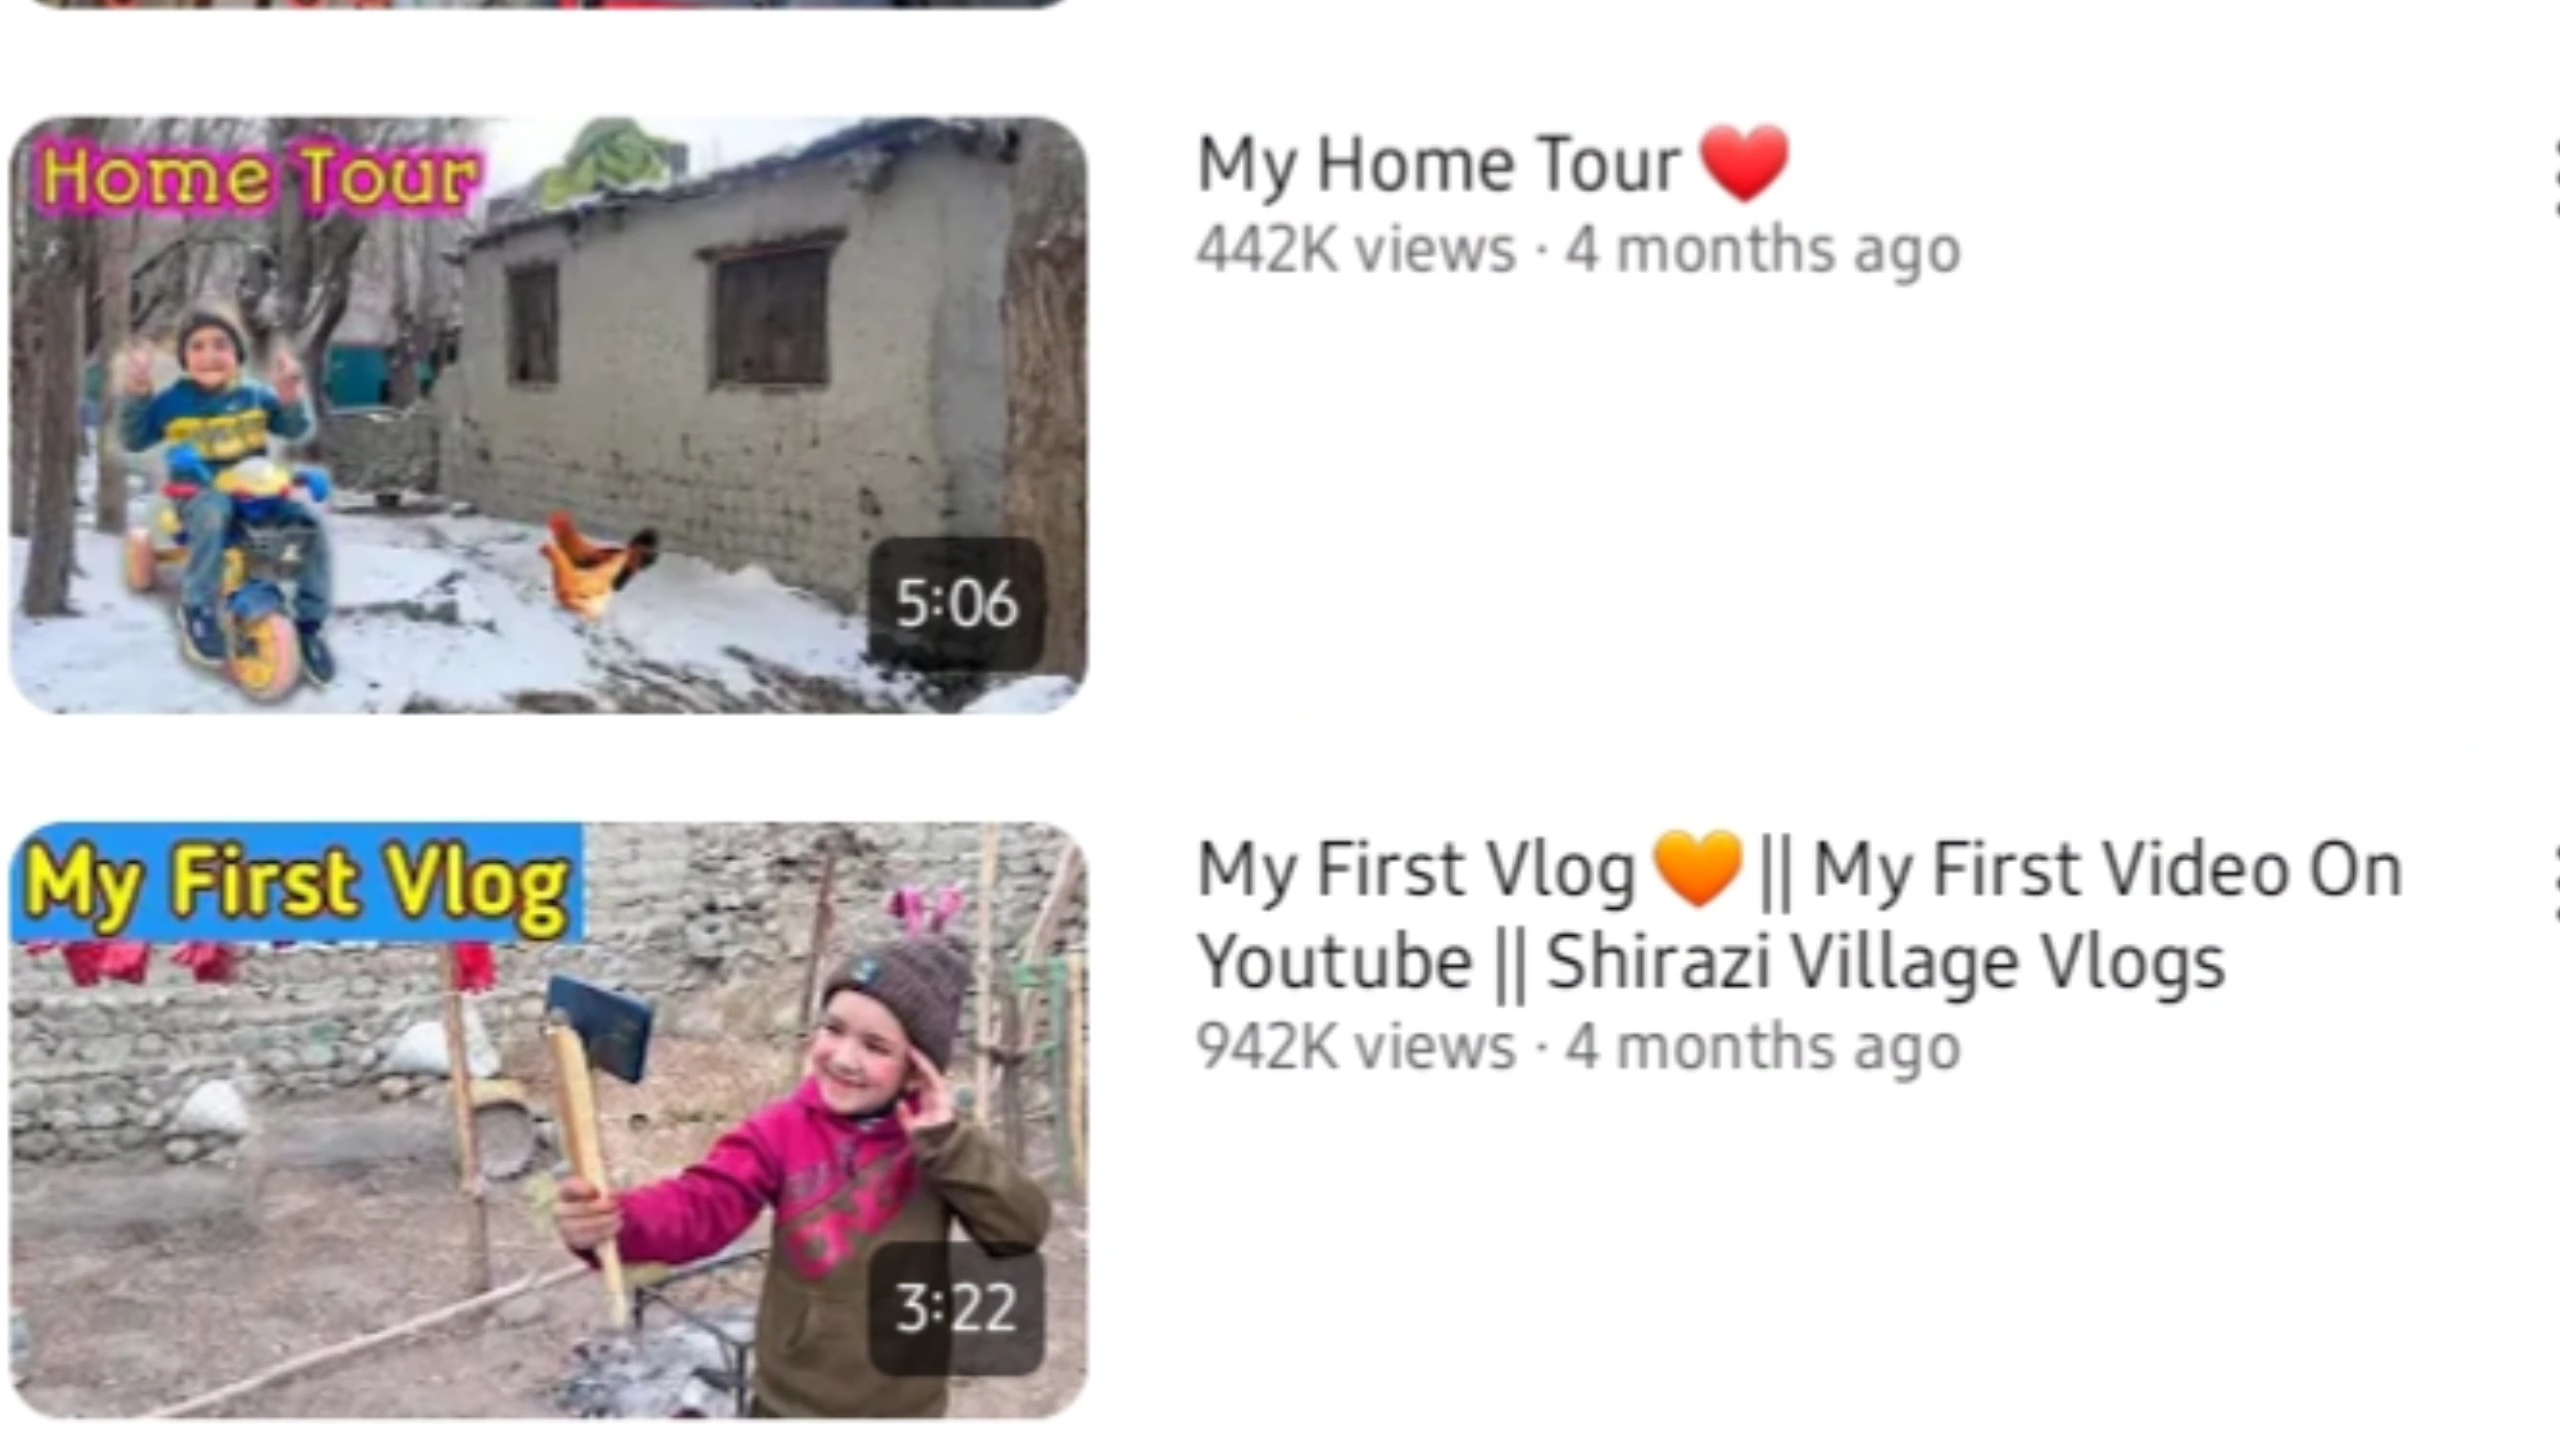 Home Tour
5:06
My Home Tour ❤️
442K views · 4 months ago
My First Vlog
3:22
My First Vlog 🧡 || My First Video On
Youtube || Shirazi Village Vlogs
942K views · 4 months ago